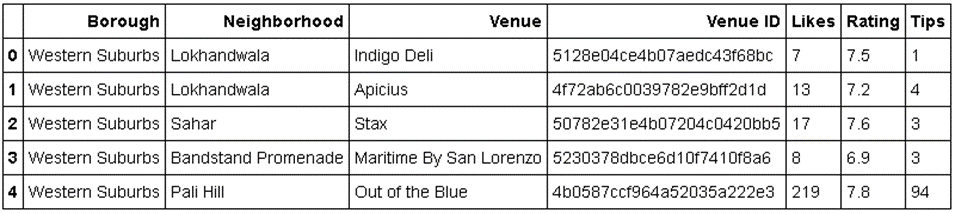 Borough Neighborhood Venue Venue ID Likes Rating Tips
0 Western Suburbs Lokhandwala Indigo Deli 5128e04ce4b07aedc43f68bc 7 7.5 1
1 Western Suburbs Lokhandwala Apicius 4f72ab6c0039782e9bff2d1d 13 7.2 4
2 Western Suburbs Sahar Stax 50782e31e4b07204c0420bb5 17 7.6 3
3 Western Suburbs Bandstand Promenade Maritime By San Lorenzo 5230378dbce6d10f7410f8a6 8 6.9 3
4 Western Suburbs Pali Hill Out of the Blue 4b0587ccf964a52035a222e3 219 7.8 94